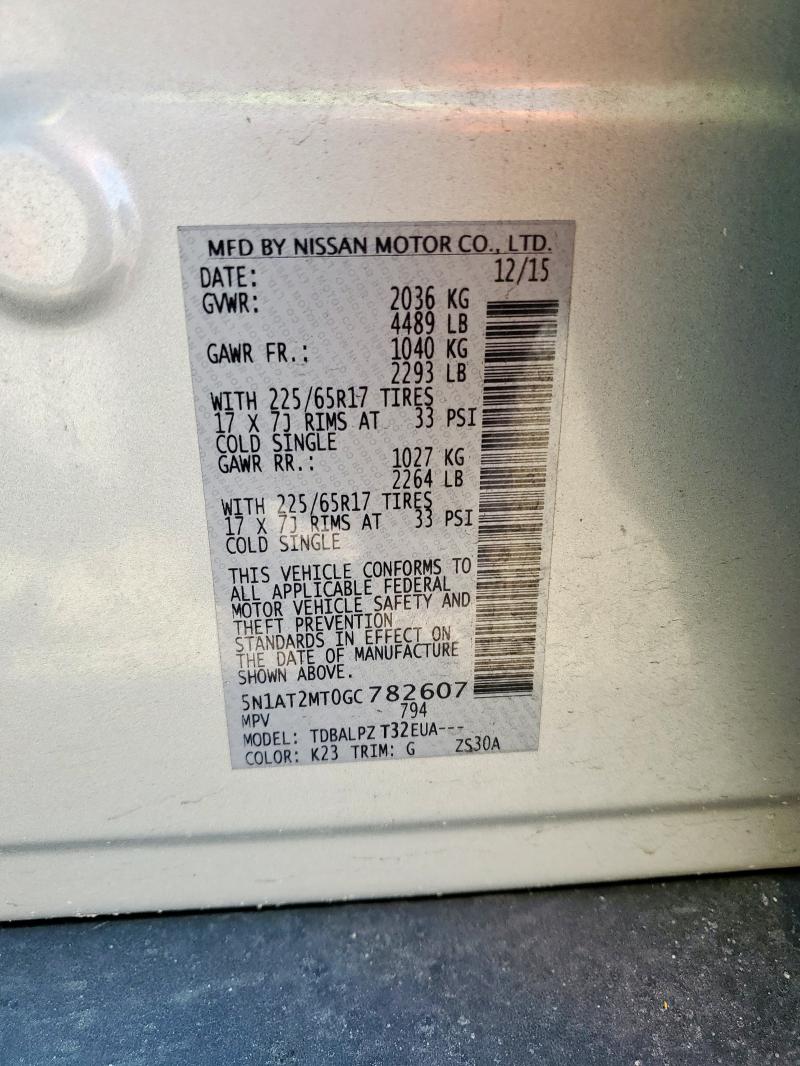 MFD BY NISSAN MOTOR CO., LTD.
DATE: 12/15
GVWR: 2036 KG
4489 LB
GAWR FR.: 1040 KG
2293 LB
WITH 225/65R17 TIRES
17 X 7J RIMS AT 33 PSI
COLD SINGLE
GAWR RR.: 1027 KG
2264 LB
WITH 225/65R17 TIRES
17 X 7J RIMS AT 33 PSI
COLD SINGLE
THIS VEHICLE CONFORMS TO
ALL APPLICABLE FEDERAL
MOTOR VEHICLE SAFETY AND
THEFT PREVENTION
STANDARDS IN EFFECT ON
THE DATE OF MANUFACTURE
SHOWN ABOVE.
5N1AT2MT0GC782607
MPV 794
MODEL: TDBALPZ T32EUA---
COLOR: K23 TRIM: G ZS30A